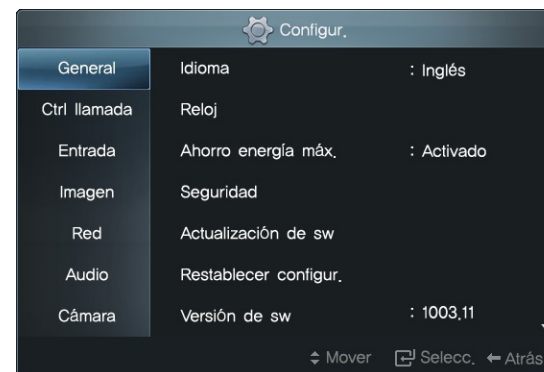 Configur.
General
Idioma : Inglés
Ctrl llamada
Reloj
Entrada
Ahorro energía máx. : Activado
Imagen
Seguridad
Red
Actualización de sw
Audio
Restablecer configur.
Cámara
Versión de sw : 1003.11
Mover Selecc. Atrás